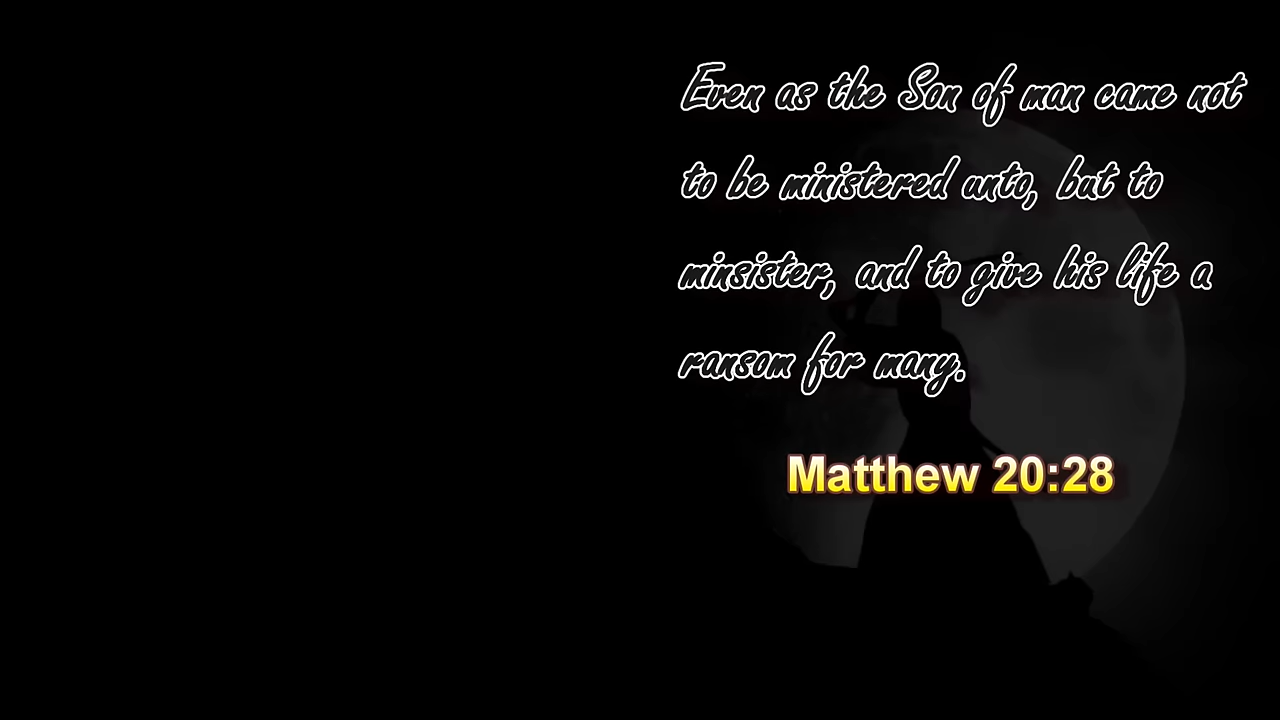 Even as the Son of man came not
to be ministered unto, but to
minsister, and to give his life a
ransom for many.
Matthew 20:28